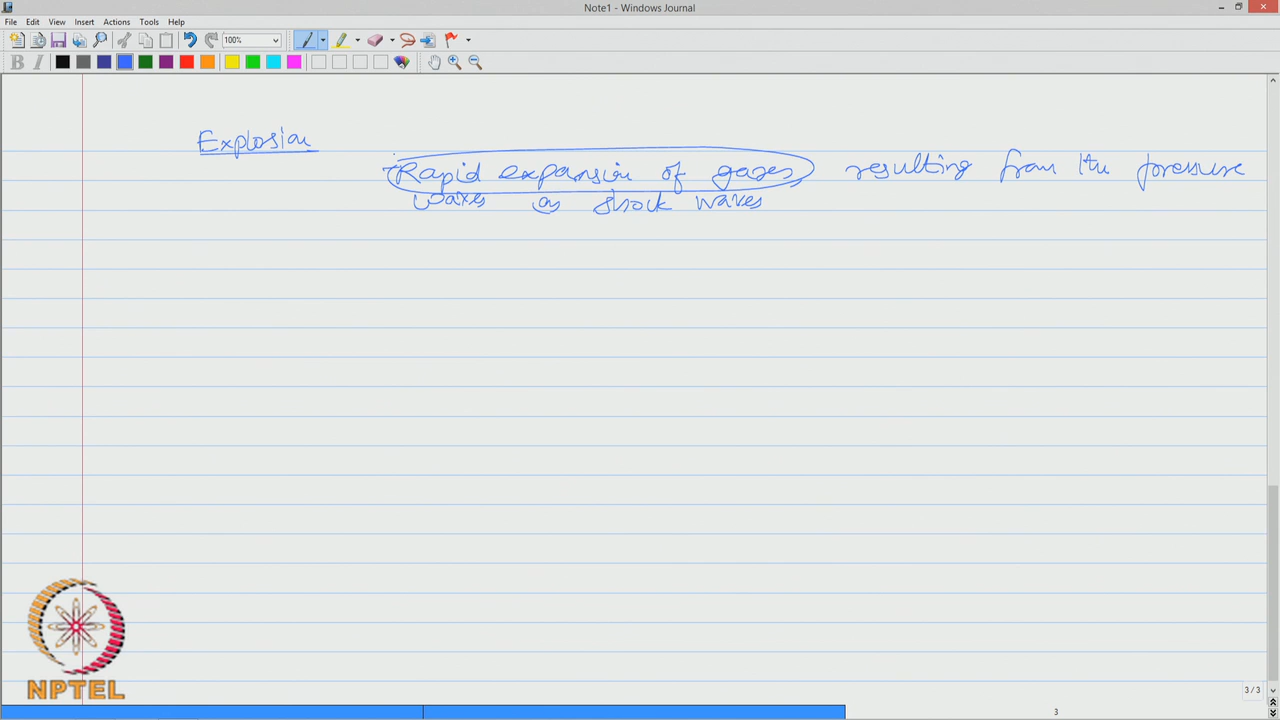 Note1 - Windows Journal
File Edit View Insert Actions Tools Help
100%
B I
Explosion
Rapid expansion of gases, resulting from the pressure
waves or shock waves
NPTEL
3 / 3
3